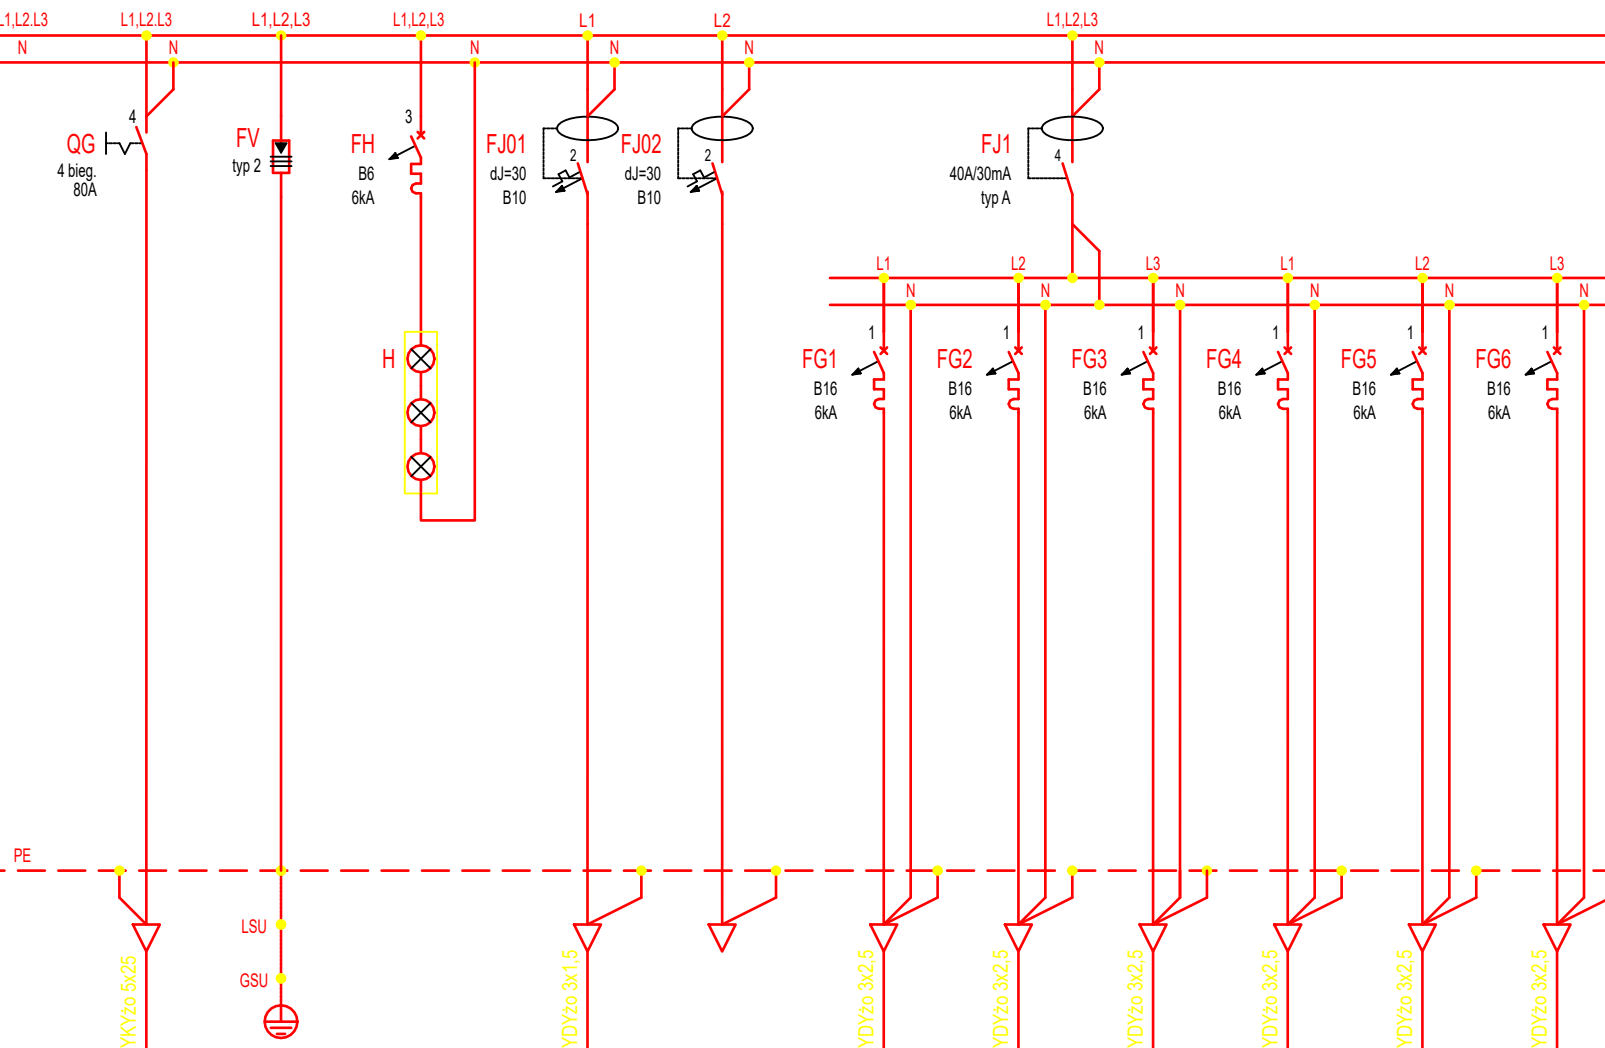 L1,L2.L3
L1,L2.L3
L1,L2,L3
L1,L2,L3
L1
L2
L1,L2,L3
N
N
N
N
N
N
4
QG
4 bieg.
80A
FV
typ 2
3
FH
B6
6kA
2
FJ01
dJ=30
B10
2
FJ02
dJ=30
B10
4
FJ1
40A/30mA
typ A
L1
L2
L3
L1
L2
L3
N
N
N
N
N
N
1
FG1
B16
6kA
1
FG2
B16
6kA
1
FG3
B16
6kA
1
FG4
B16
6kA
1
FG5
B16
6kA
1
FG6
B16
6kA
H
PE
LSU
GSU
YKYżo 5x25
YDYżo 3x1,5
YDYżo 3x2,5
YDYżo 3x2,5
YDYżo 3x2,5
YDYżo 3x2,5
YDYżo 3x2,5
YDYżo 3x2,5